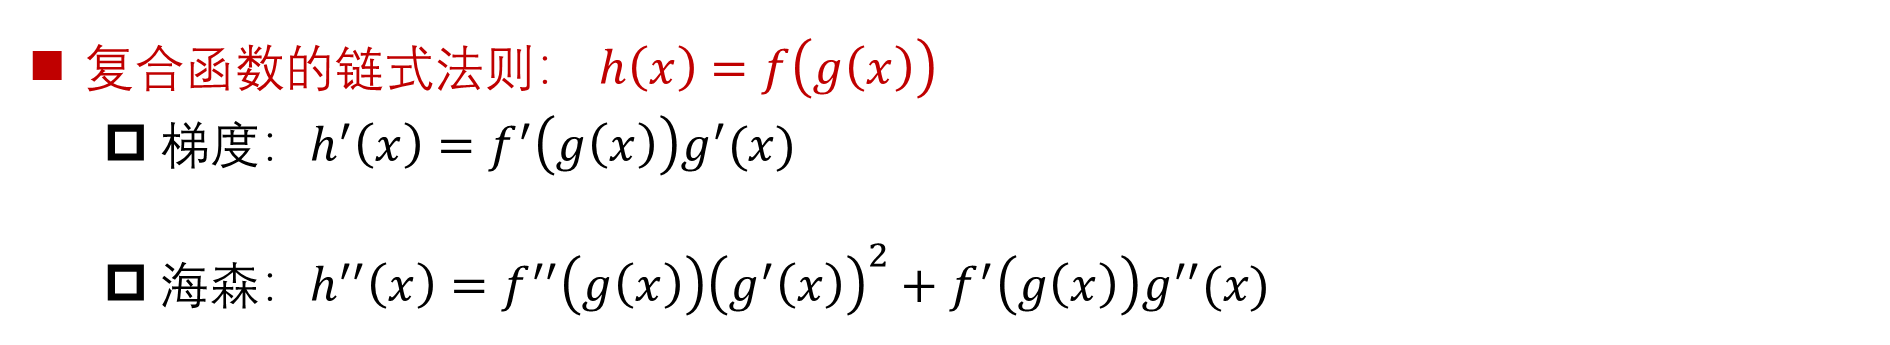 ■ 复合函数的链式法则： h(x) = f(g(x))
❑ 梯度：h′(x) = f′(g(x))g′(x)
❑ 海森：h′′(x) = f′′(g(x))(g′(x))² + f′(g(x))g′′(x)